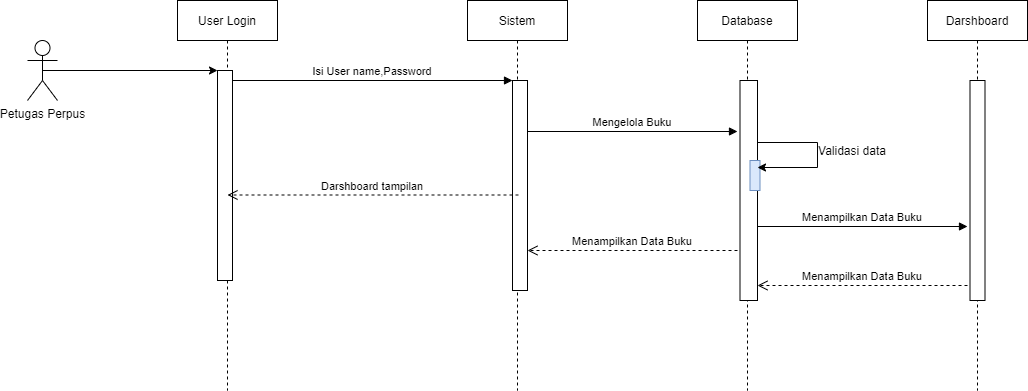 User Login
Sistem
Database
Darshboard
Petugas Perpus
Isi User name,Password
Mengelola Buku
Validasi data
Darshboard tampilan
Menampilkan Data Buku
Menampilkan Data Buku
Menampilkan Data Buku